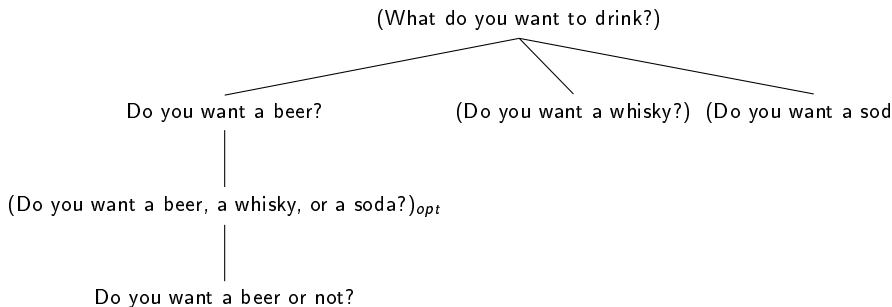 (What do you want to drink?)
Do you want a beer? (Do you want a whisky?) (Do you want a sod
(Do you want a beer, a whisky, or a soda?)opt
Do you want a beer or not?